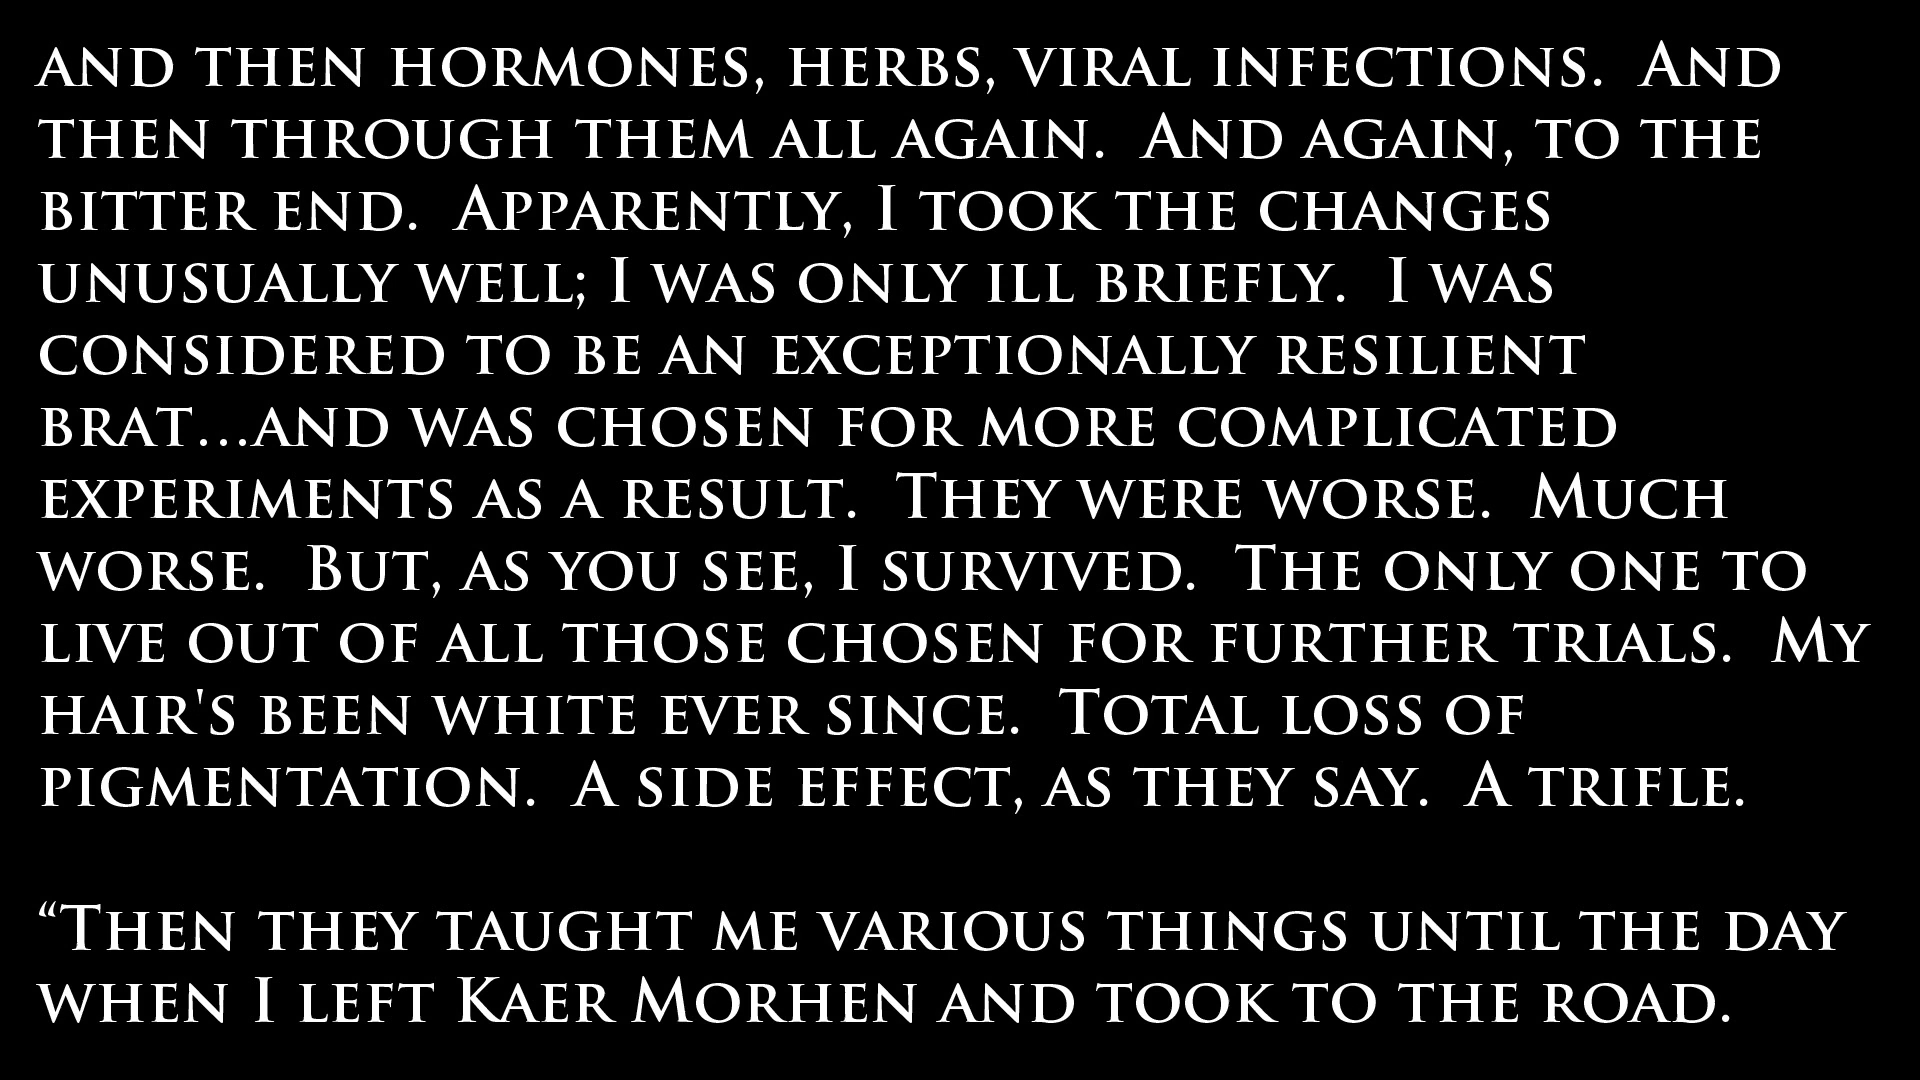 and then hormones, herbs, viral infections.  And
then through them all again.  And again, to the
bitter end.  Apparently, I took the changes
unusually well; I was only ill briefly.  I was
considered to be an exceptionally resilient
brat...and was chosen for more complicated
experiments as a result.  They were worse.  Much
worse.  But, as you see, I survived.  The only one to
live out of all those chosen for further trials.  My
hair's been white ever since.  Total loss of
pigmentation.  A side effect, as they say.  A trifle.

“Then they taught me various things until the day
when I left Kaer Morhen and took to the road.